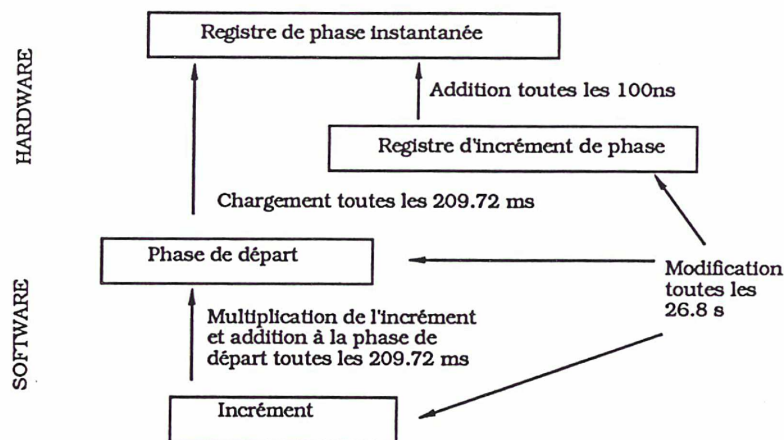 HARDWARE
Registre de phase instantanée
Addition toutes les 100ns
Registre d'incrément de phase
Chargement toutes les 209.72 ms
SOFTWARE
Phase de départ
Modification
toutes les
26.8 s
Multiplication de l'incrément
et addition à la phase de
départ toutes les 209.72 ms
Incrément